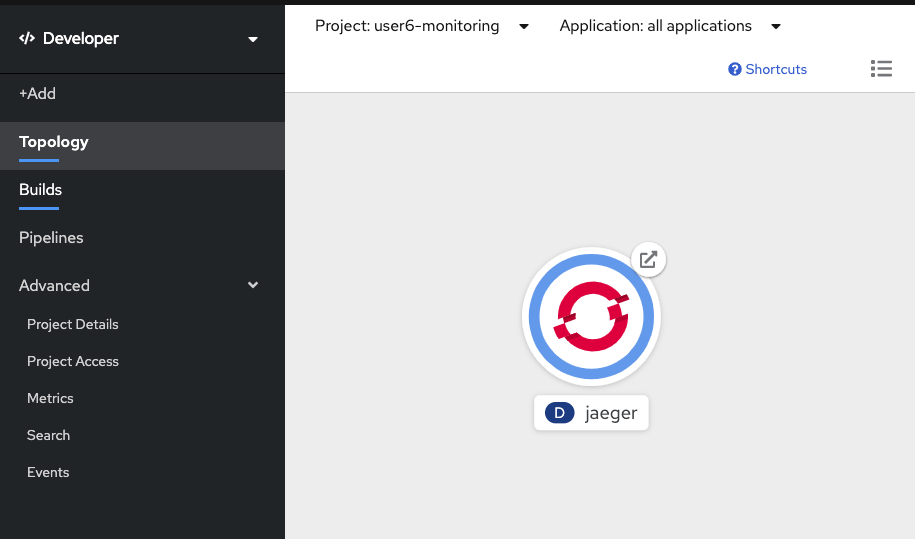 Developer
Project: user6-monitoring
Application: all applications
Shortcuts
+Add
Topology
Builds
Pipelines
Advanced
Project Details
Project Access
Metrics
Search
Events
D jaeger